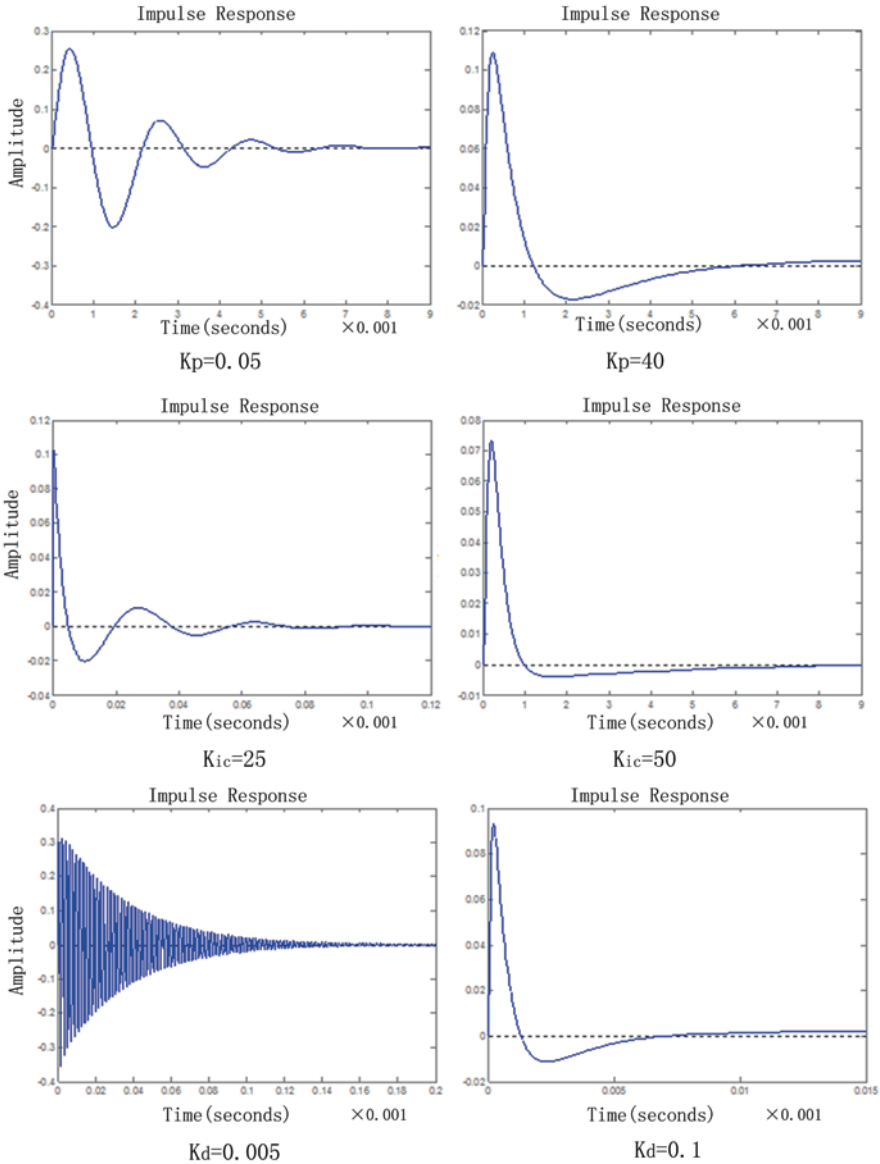 Impulse Response
Amplitude
0.3
0.2
0.1
0
-0.1
-0.2
-0.3
-0.4
0 1 2 3 4 5 6 7 8 9
Time(seconds) ×0.001
Kp=0.05
Impulse Response
0.12
0.1
0.08
0.06
0.04
0.02
0
-0.02
0 1 2 3 4 5 6 7 8 9
Time(seconds) ×0.001
Kp=40
Impulse Response
Amplitude
0.12
0.1
0.08
0.06
0.04
0.02
0
-0.02
-0.04
0 0.02 0.04 0.06 0.08 0.1 0.12
Time(seconds) ×0.001
Kic=25
Impulse Response
0.08
0.07
0.06
0.05
0.04
0.03
0.02
0.01
0
-0.01
0 1 2 3 4 5 6 7 8 9
Time(seconds) ×0.001
Kic=50
Impulse Response
Amplitude
0.4
0.3
0.2
0.1
0
-0.1
-0.2
-0.3
-0.4
0 0.02 0.04 0.06 0.08 0.1 0.12 0.14 0.16 0.18 0.2
Time(seconds) ×0.001
Kd=0.005
Impulse Response
0.1
0.08
0.06
0.04
0.02
0
-0.02
0 0.005 0.01 0.015
Time(seconds) ×0.001
Kd=0.1